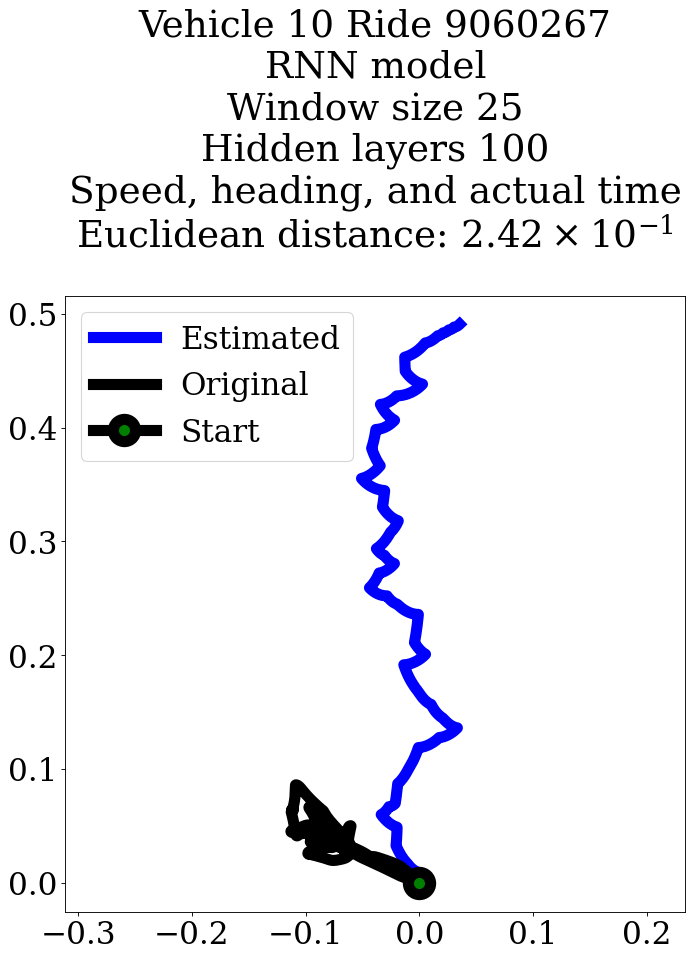 Vehicle 10 Ride 9060267
RNN model
Window size 25
Hidden layers 100
Speed, heading, and actual time
Euclidean distance: 2.42 × 10⁻¹
Estimated
Original
Start
0.5
0.4
0.3
0.2
0.1
0.0
−0.3 −0.2 −0.1 0.0 0.1 0.2